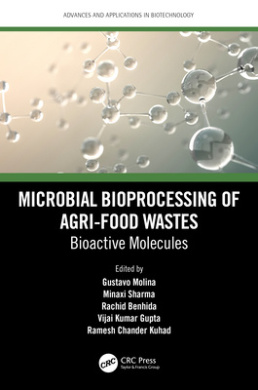 ADVANCES AND APPLICATIONS IN BIOTECHNOLOGY
MICROBIAL BIOPROCESSING OF
AGRI-FOOD WASTES
Bioactive Molecules
Edited by
Gustavo Molina
Minaxi Sharma
Rachid Benhida
Vijai Kumar Gupta
Ramesh Chander Kuhad
CRC
CRC Press
Taylor & Francis Group